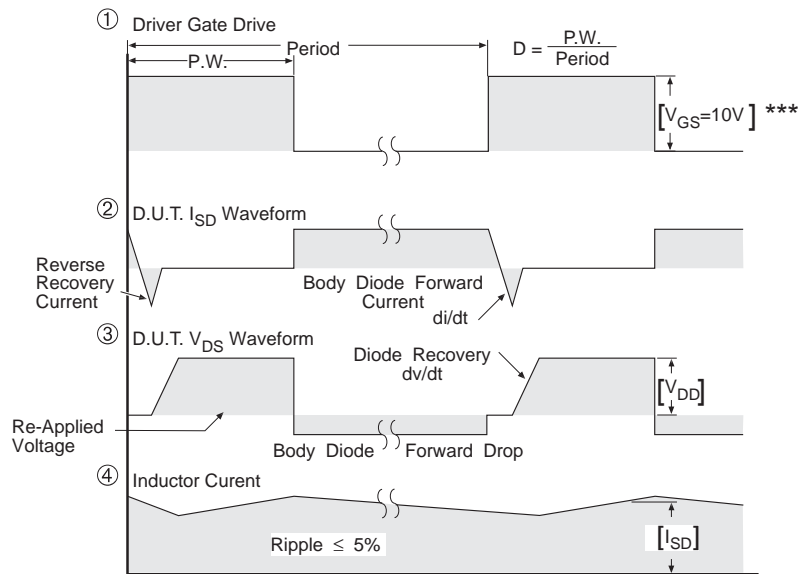 ① Driver Gate Drive
Period
P.W.
D = P.W. / Period
[VGS=10V] ***
② D.U.T. ISD Waveform
Reverse
Recovery
Current
Body Diode Forward
Current
di/dt
③ D.U.T. VDS Waveform
Diode Recovery
dv/dt
[VDD]
Re-Applied
Voltage
Body Diode Forward Drop
④ Inductor Curent
Ripple ≤ 5%
[ISD]